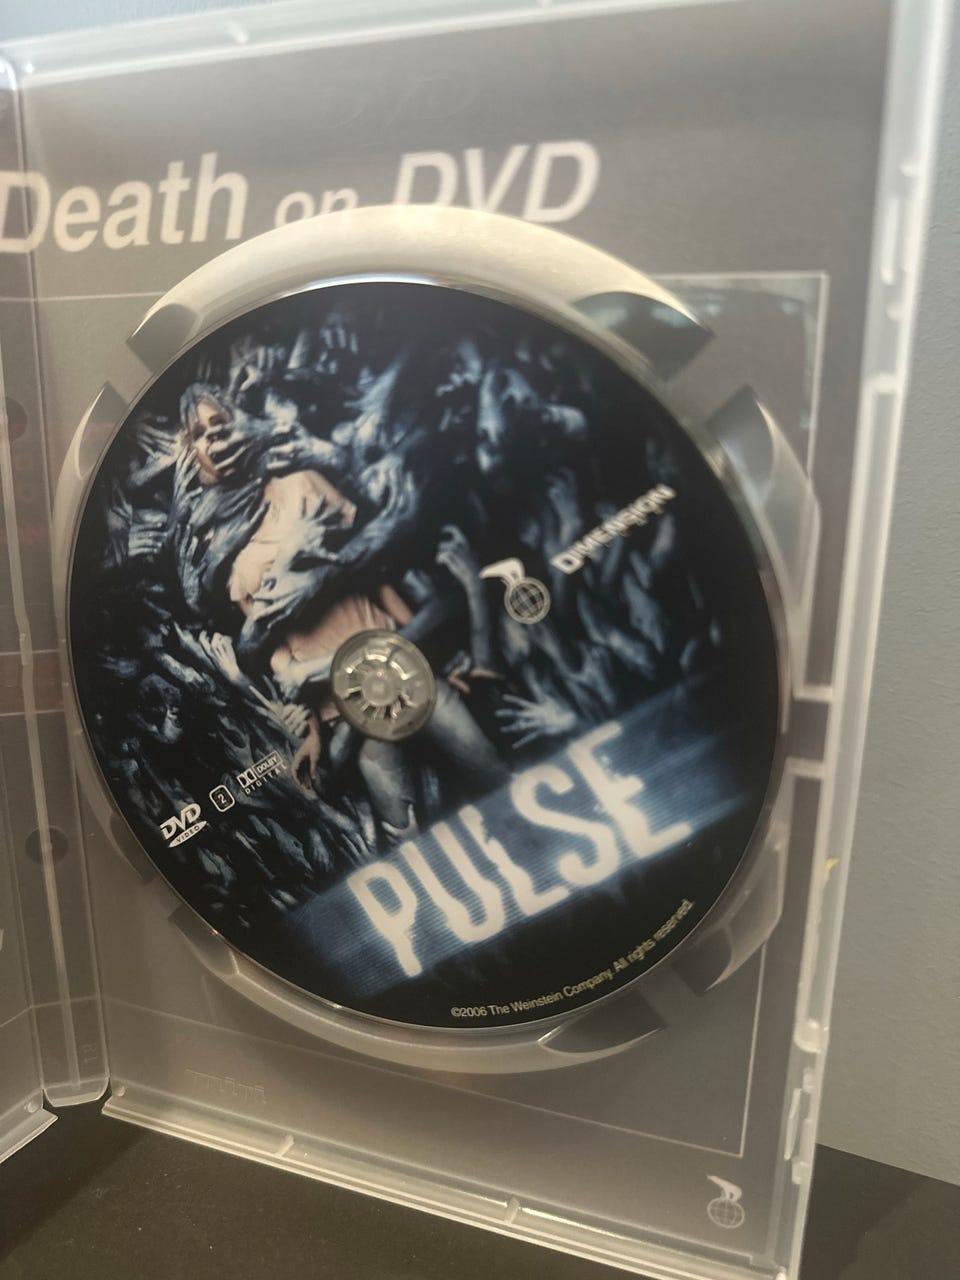 Death on DVD
DIMENSION
PULSE
DVD
VIDEO
2
DOLBY
DIGITAL
©2006 The Weinstein Company. All rights reserved.